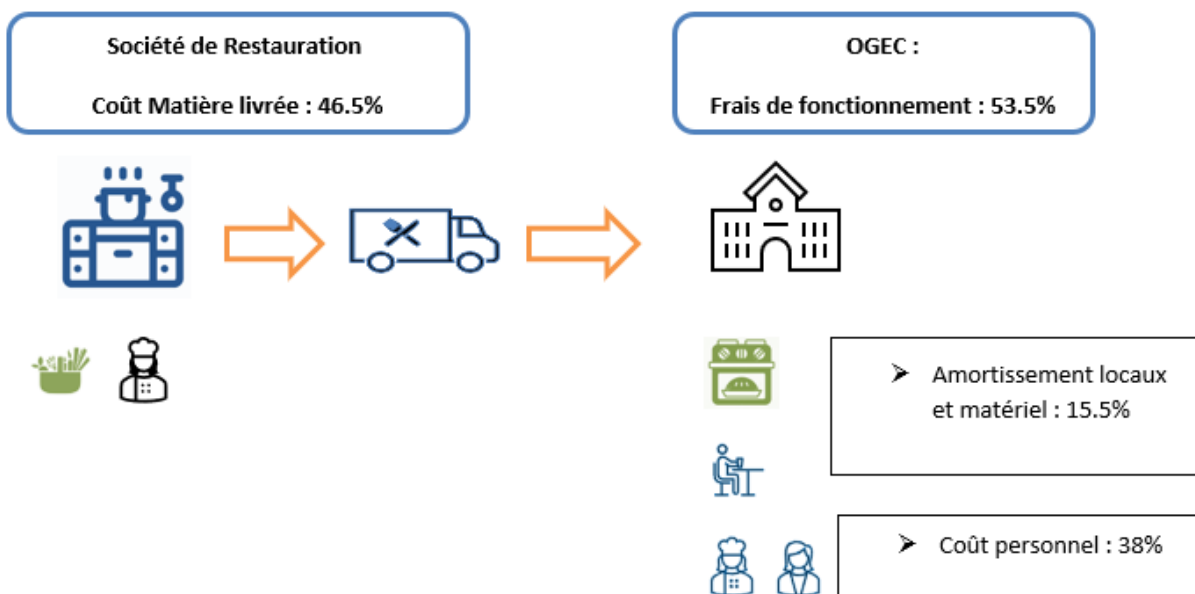 Société de Restauration
Coût Matière livrée : 46.5%
OGEC :
Frais de fonctionnement : 53.5%
➤ Amortissement locaux
et matériel : 15.5%
➤ Coût personnel : 38%